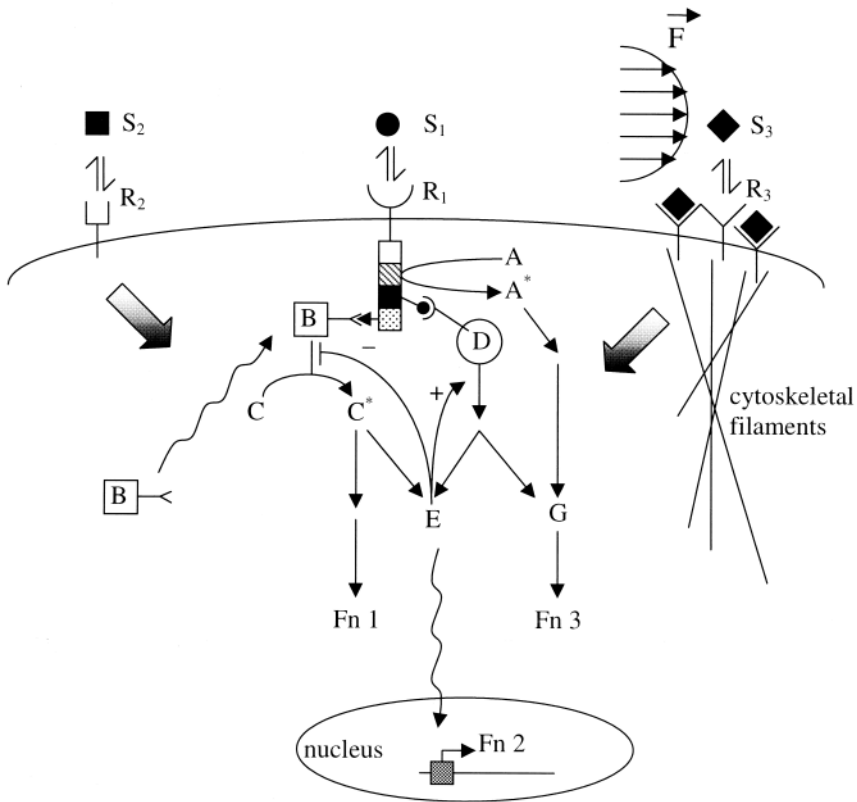 F
S2
S1
S3
R2
R1
R3
A
A*
B
−
D
C
C*
+
cytoskeletal
filaments
B
E
G
Fn 1
Fn 3
nucleus
Fn 2